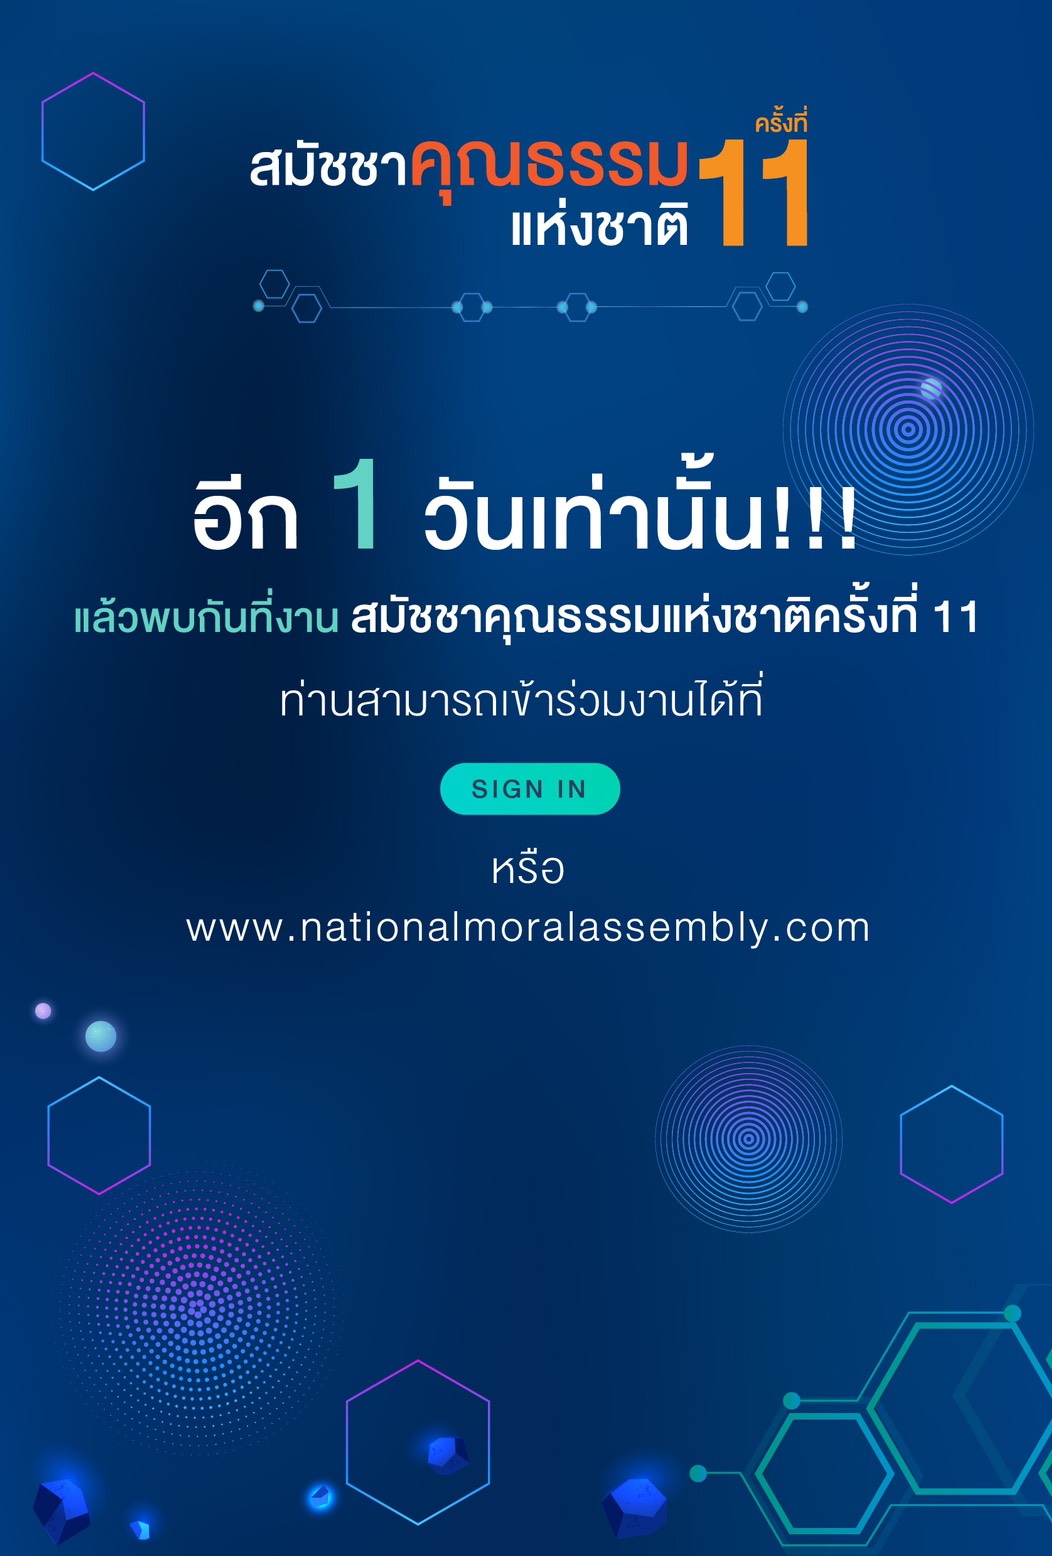 ครั้งที่
สมัชชาคุณธรรม 11
แห่งชาติ
อีก 1 วันเท่านั้น!!!
แล้วพบกันที่งาน สมัชชาคุณธรรมแห่งชาติครั้งที่ 11
ท่านสามารถเข้าร่วมงานได้ที่
SIGN IN
หรือ
www.nationalmoralassembly.com